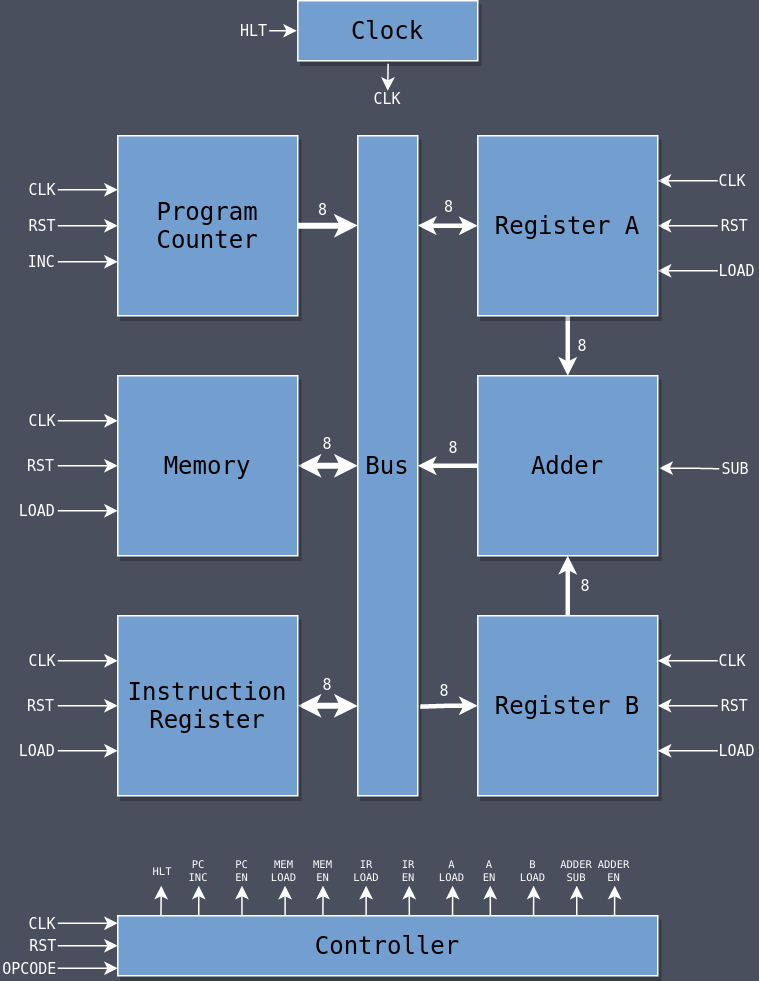 HLT
Clock
CLK
CLK
RST
INC
Program
Counter
8
8
Register A
CLK
RST
LOAD
8
CLK
RST
LOAD
Memory
8
Bus
8
Adder
SUB
8
CLK
RST
LOAD
Instruction
Register
8
8
Register B
CLK
RST
LOAD
HLT
PC
INC
PC
EN
MEM
LOAD
MEM
EN
IR
LOAD
IR
EN
A
LOAD
A
EN
B
LOAD
ADDER
SUB
ADDER
EN
CLK
RST
OPCODE
Controller